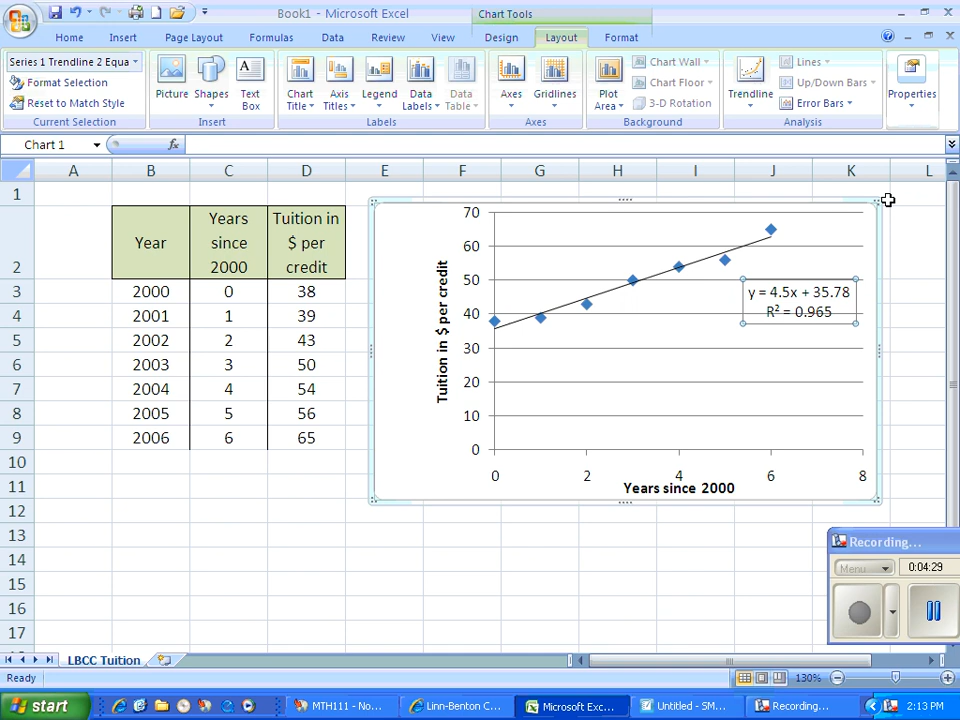 Book1 - Microsoft Excel
Chart Tools
Home Insert Page Layout Formulas Data Review View Design Layout Format
Series 1 Trendline 2 Equa
Format Selection
Reset to Match Style
Current Selection
Picture Shapes Text Box
Insert
Chart Title Axis Titles Legend Data Labels Data Table
Labels
Axes Gridlines
Axes
Plot Area Chart Wall Chart Floor 3-D Rotation
Background
Trendline Lines Up/Down Bars Error Bars
Analysis
Properties
Chart 1 fx
A B C D E F G H I J K L
1
2 Year Years since 2000 Tuition in $ per credit
3 2000 0 38
4 2001 1 39
5 2002 2 43
6 2003 3 50
7 2004 4 54
8 2005 5 56
9 2006 6 65
10
11
12
13
14
15
16
17
Tuition in $ per credit
70
60
50
40
30
20
10
0
y = 4.5x + 35.78
R² = 0.965
0 2 4 6 8
Years since 2000
Recording...
Menu 0:04:29
LBCC Tuition
Ready 130%
start MTH111 - No... Linn-Benton C... Microsoft Exc... Untitled - SM... Recording... 2:13 PM